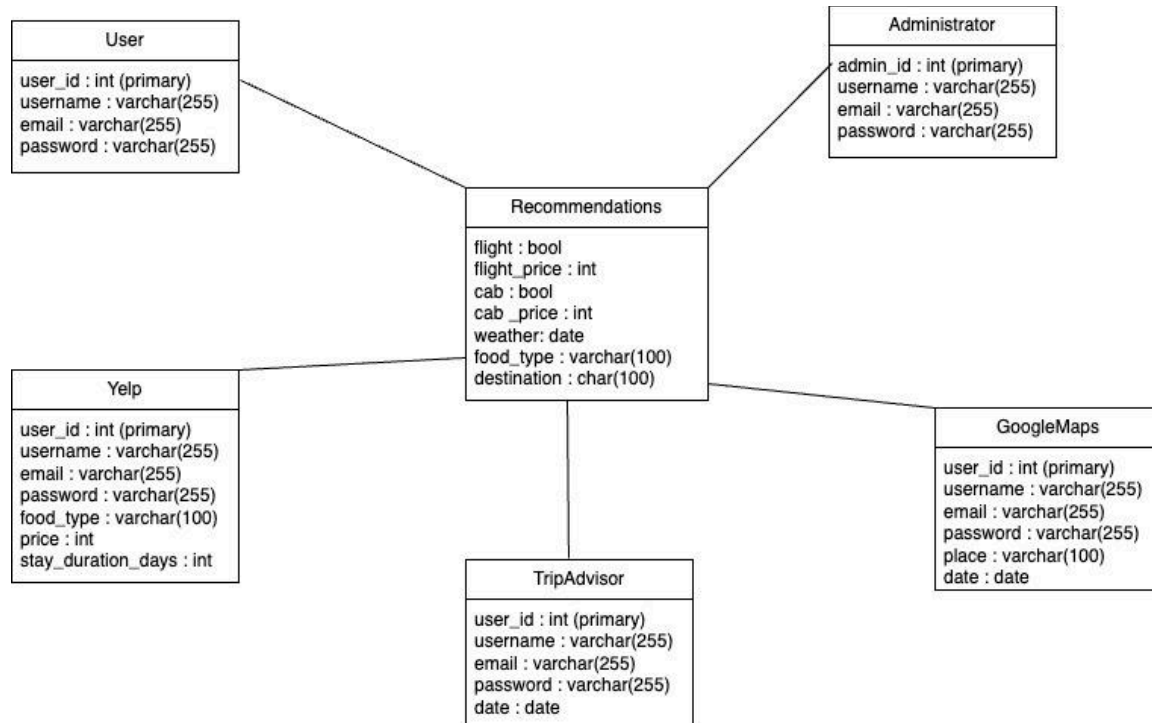 User
user_id : int (primary)
username : varchar(255)
email : varchar(255)
password : varchar(255)
Administrator
admin_id : int (primary)
username : varchar(255)
email : varchar(255)
password : varchar(255)
Recommendations
flight : bool
flight_price : int
cab : bool
cab _price : int
weather: date
food_type : varchar(100)
destination : char(100)
Yelp
user_id : int (primary)
username : varchar(255)
email : varchar(255)
password : varchar(255)
food_type : varchar(100)
price : int
stay_duration_days : int
TripAdvisor
user_id : int (primary)
username : varchar(255)
email : varchar(255)
password : varchar(255)
date : date
GoogleMaps
user_id : int (primary)
username : varchar(255)
email : varchar(255)
password : varchar(255)
place : varchar(100)
date : date